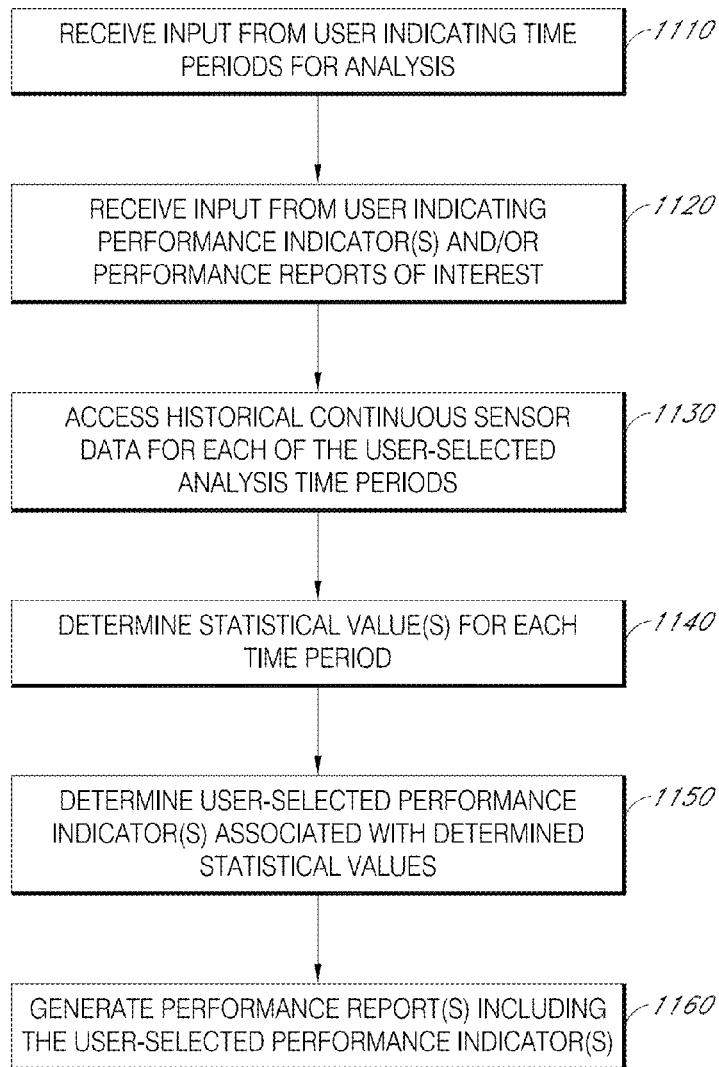 RECEIVE INPUT FROM USER INDICATING TIME
PERIODS FOR ANALYSIS
1110
RECEIVE INPUT FROM USER INDICATING
PERFORMANCE INDICATOR(S) AND/OR
PERFORMANCE REPORTS OF INTEREST
1120
ACCESS HISTORICAL CONTINUOUS SENSOR
DATA FOR EACH OF THE USER-SELECTED
ANALYSIS TIME PERIODS
1130
DETERMINE STATISTICAL VALUE(S) FOR EACH
TIME PERIOD
1140
DETERMINE USER-SELECTED PERFORMANCE
INDICATOR(S) ASSOCIATED WITH DETERMINED
STATISTICAL VALUES
1150
GENERATE PERFORMANCE REPORT(S) INCLUDING
THE USER-SELECTED PERFORMANCE INDICATOR(S)
1160